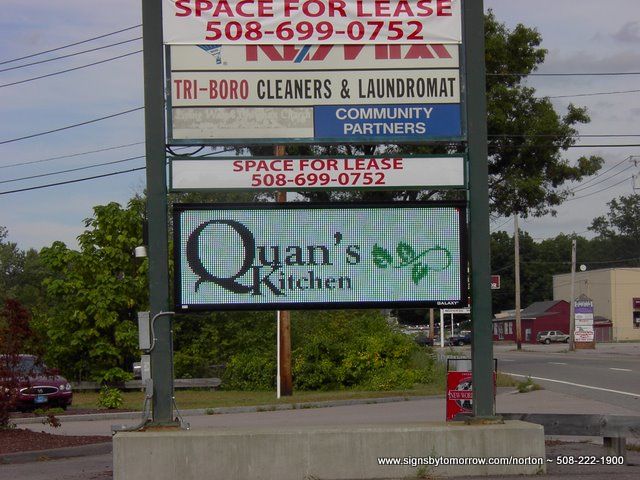 SPACE FOR LEASE
508-699-0752
RE/MAX
TRI-BORO CLEANERS & LAUNDROMAT
COMMUNITY
PARTNERS
SPACE FOR LEASE
508-699-0752
Quan's
Kitchen
GALAXY
www.signsbytomorrow.com/norton ~ 508-222-1900